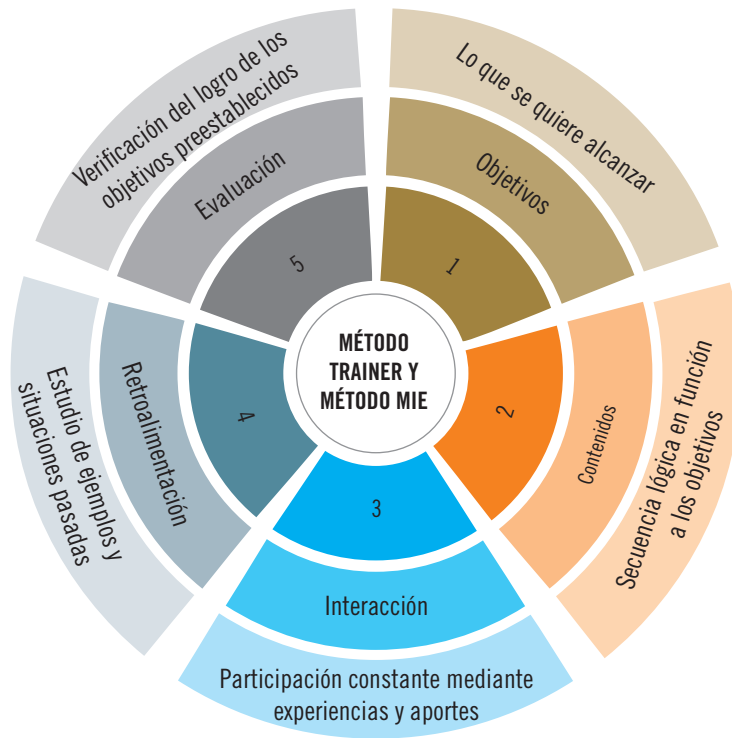 MÉTODO
TRAINER Y
MÉTODO MIE
1
Objetivos
Lo que se quiere alcanzar
2
Contenidos
Secuencia lógica en función
a los objetivos
3
Interacción
Participación constante mediante
experiencias y aportes
4
Retroalimentación
Estudio de ejemplos y
situaciones pasadas
5
Evaluación
Verificación del logro de los
objetivos preestablecidos